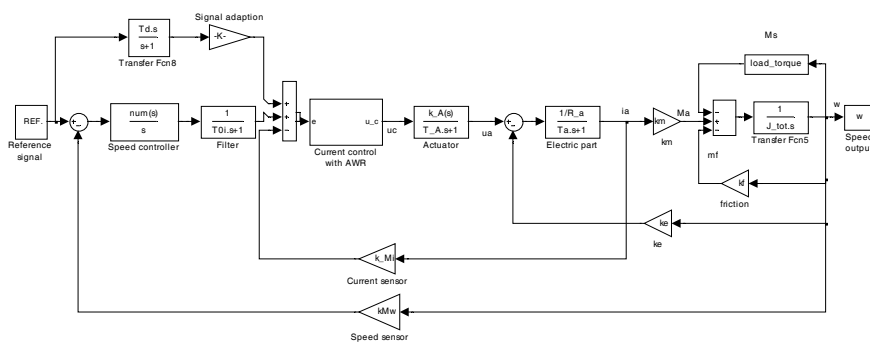 Signal adaption
Td.s
s+1
Transfer Fcn8
-K-
Ms
load_torque
REF.
Reference
signal
+
-
num(s)
s
Speed controller
1
T0i.s+1
Filter
+
+
-
e
u_c
Current control
with AWR
uc
k_A(s)
T_A.s+1
Actuator
ua
+
-
1/R_a
Ta.s+1
Electric part
ia
km
km
Ma
-
+
-
mf
1
J_tot.s
Transfer Fcn5
w
w
Speed
output
kf
friction
ke
ke
k_Mi
Current sensor
kMw
Speed sensor